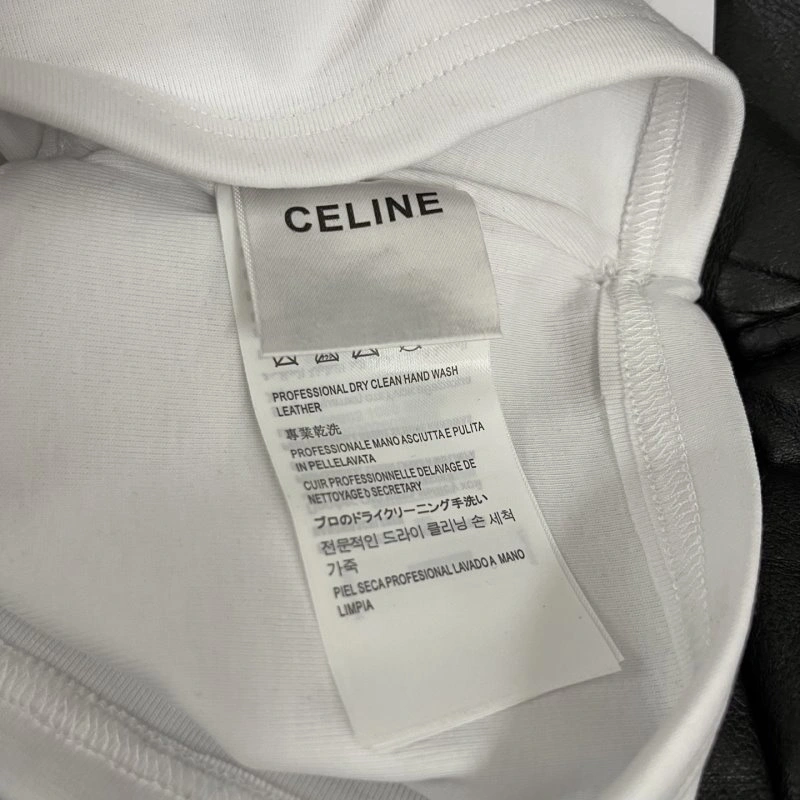 CELINE
PROFESSIONAL DRY CLEAN HAND WASH
LEATHER
專業乾洗
PROFESSIONALE MANO ASCIUTTA E PULITA
IN PELLELAVATA
CUIR PROFESSIONNELLE DELAVAGE DE
NETTOYAGE à SECRETARY
プロのドライクリーニング手洗い
전문적인 드라이 클리닝 손 세척
가죽
PIEL SECA PROFESIONAL LAVADO A MANO
LIMPIA